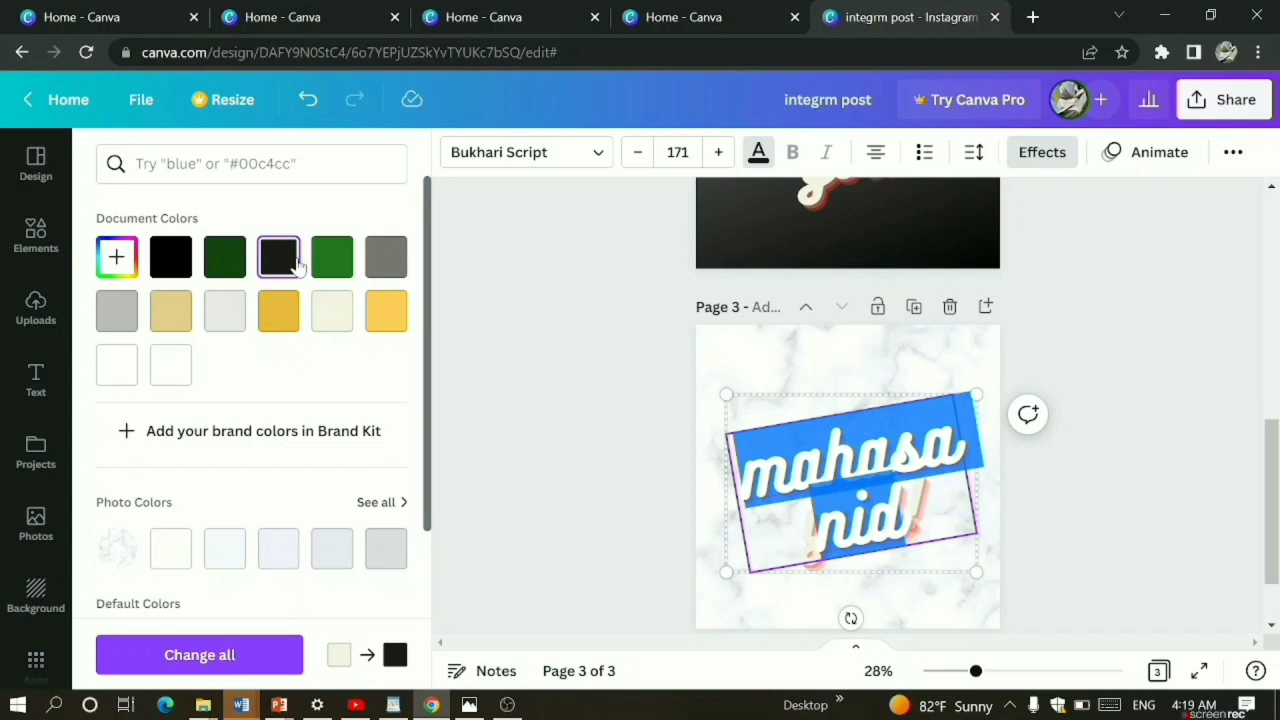 Home - Canva
Home - Canva
Home - Canva
Home - Canva
integrm post - Instagram
canva.com/design/DAFY9N0StC4/6o7YEPjUZSkYvTYUKc7bSQ/edit#
Home
File
Resize
integrm post
Try Canva Pro
Share
Design
Elements
Uploads
Text
Projects
Photos
Background
Apps
Try "blue" or "#00c4cc"
Bukhari Script
171
A
B
I
Effects
Animate
Document Colors
Add your brand colors in Brand Kit
Photo Colors
See all
Default Colors
Change all
Page 3 - Ad...
mahasa
nid
Notes
Page 3 of 3
28%
3
Desktop
82°F Sunny
ENG
4:19 AM
screenrec